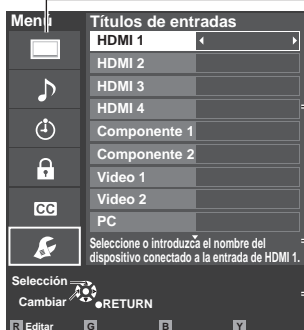 Menú
Títulos de entradas
HDMI 1
HDMI 2
HDMI 3
HDMI 4
Componente 1
Componente 2
Video 1
Video 2
PC
CC
Seleccione o introduzca el nombre del
dispositivo conectado a la entrada de HDMI 1.
Selección
Cambiar
RETURN
R Editar G B Y